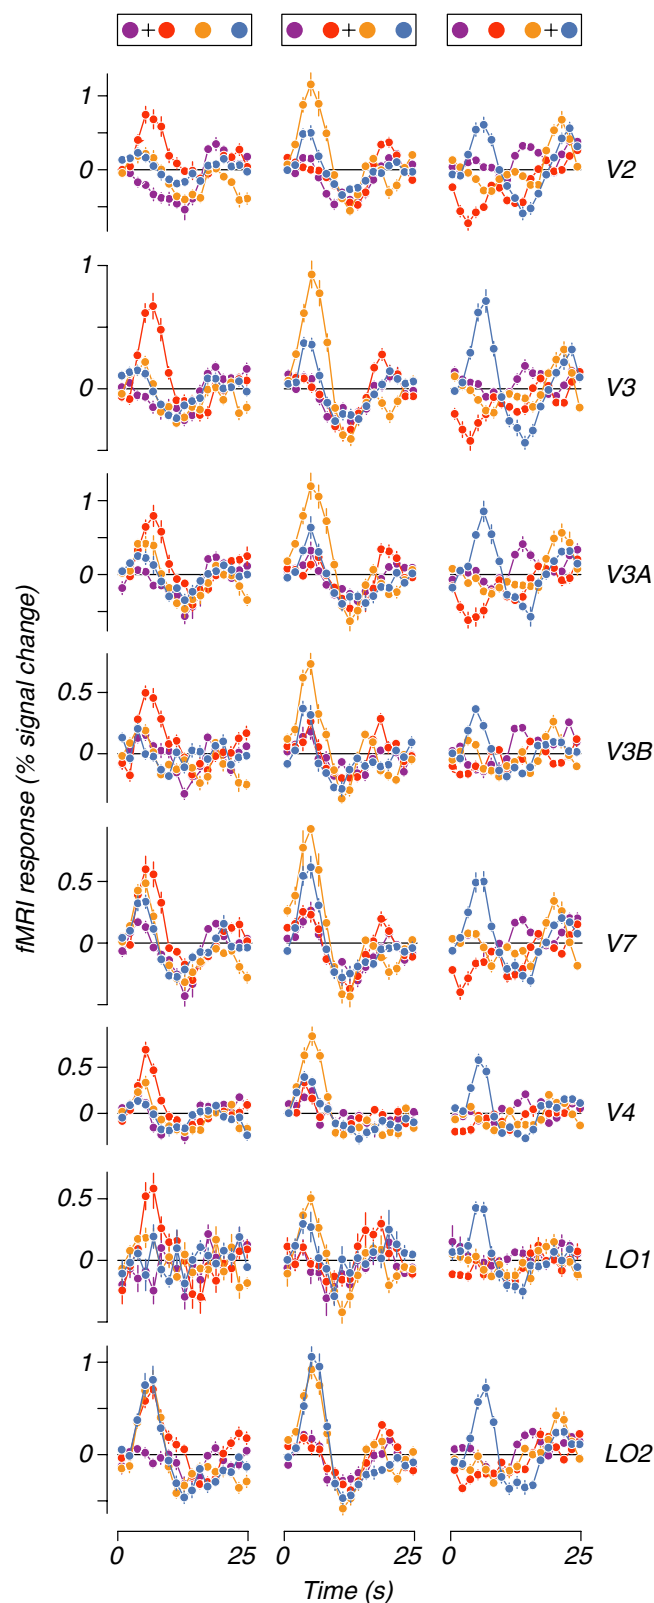 + + +
1
0
V2
1
0
V3
1
0
V3A
0.5
0
V3B
0.5
0
V7
0.5
0
V4
0.5
0
LO1
1
0
LO2
fMRI response (% signal change)
0 25 0 25 0 25
Time (s)